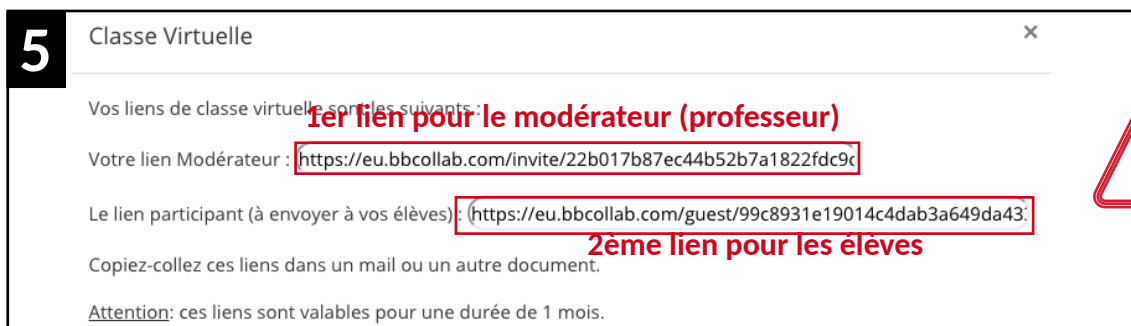 5
Classe Virtuelle
×
Vos liens de classe virtuelle sont les suivants :
1er lien pour le modérateur (professeur)
Votre lien Modérateur : https://eu.bbcollab.com/invite/22b017b87ec44b52b7a1822fdc9c
Le lien participant (à envoyer à vos élèves) : https://eu.bbcollab.com/guest/99c8931e19014c4dab3a649da433
2ème lien pour les élèves
Copiez-collez ces liens dans un mail ou un autre document.
Attention: ces liens sont valables pour une durée de 1 mois.